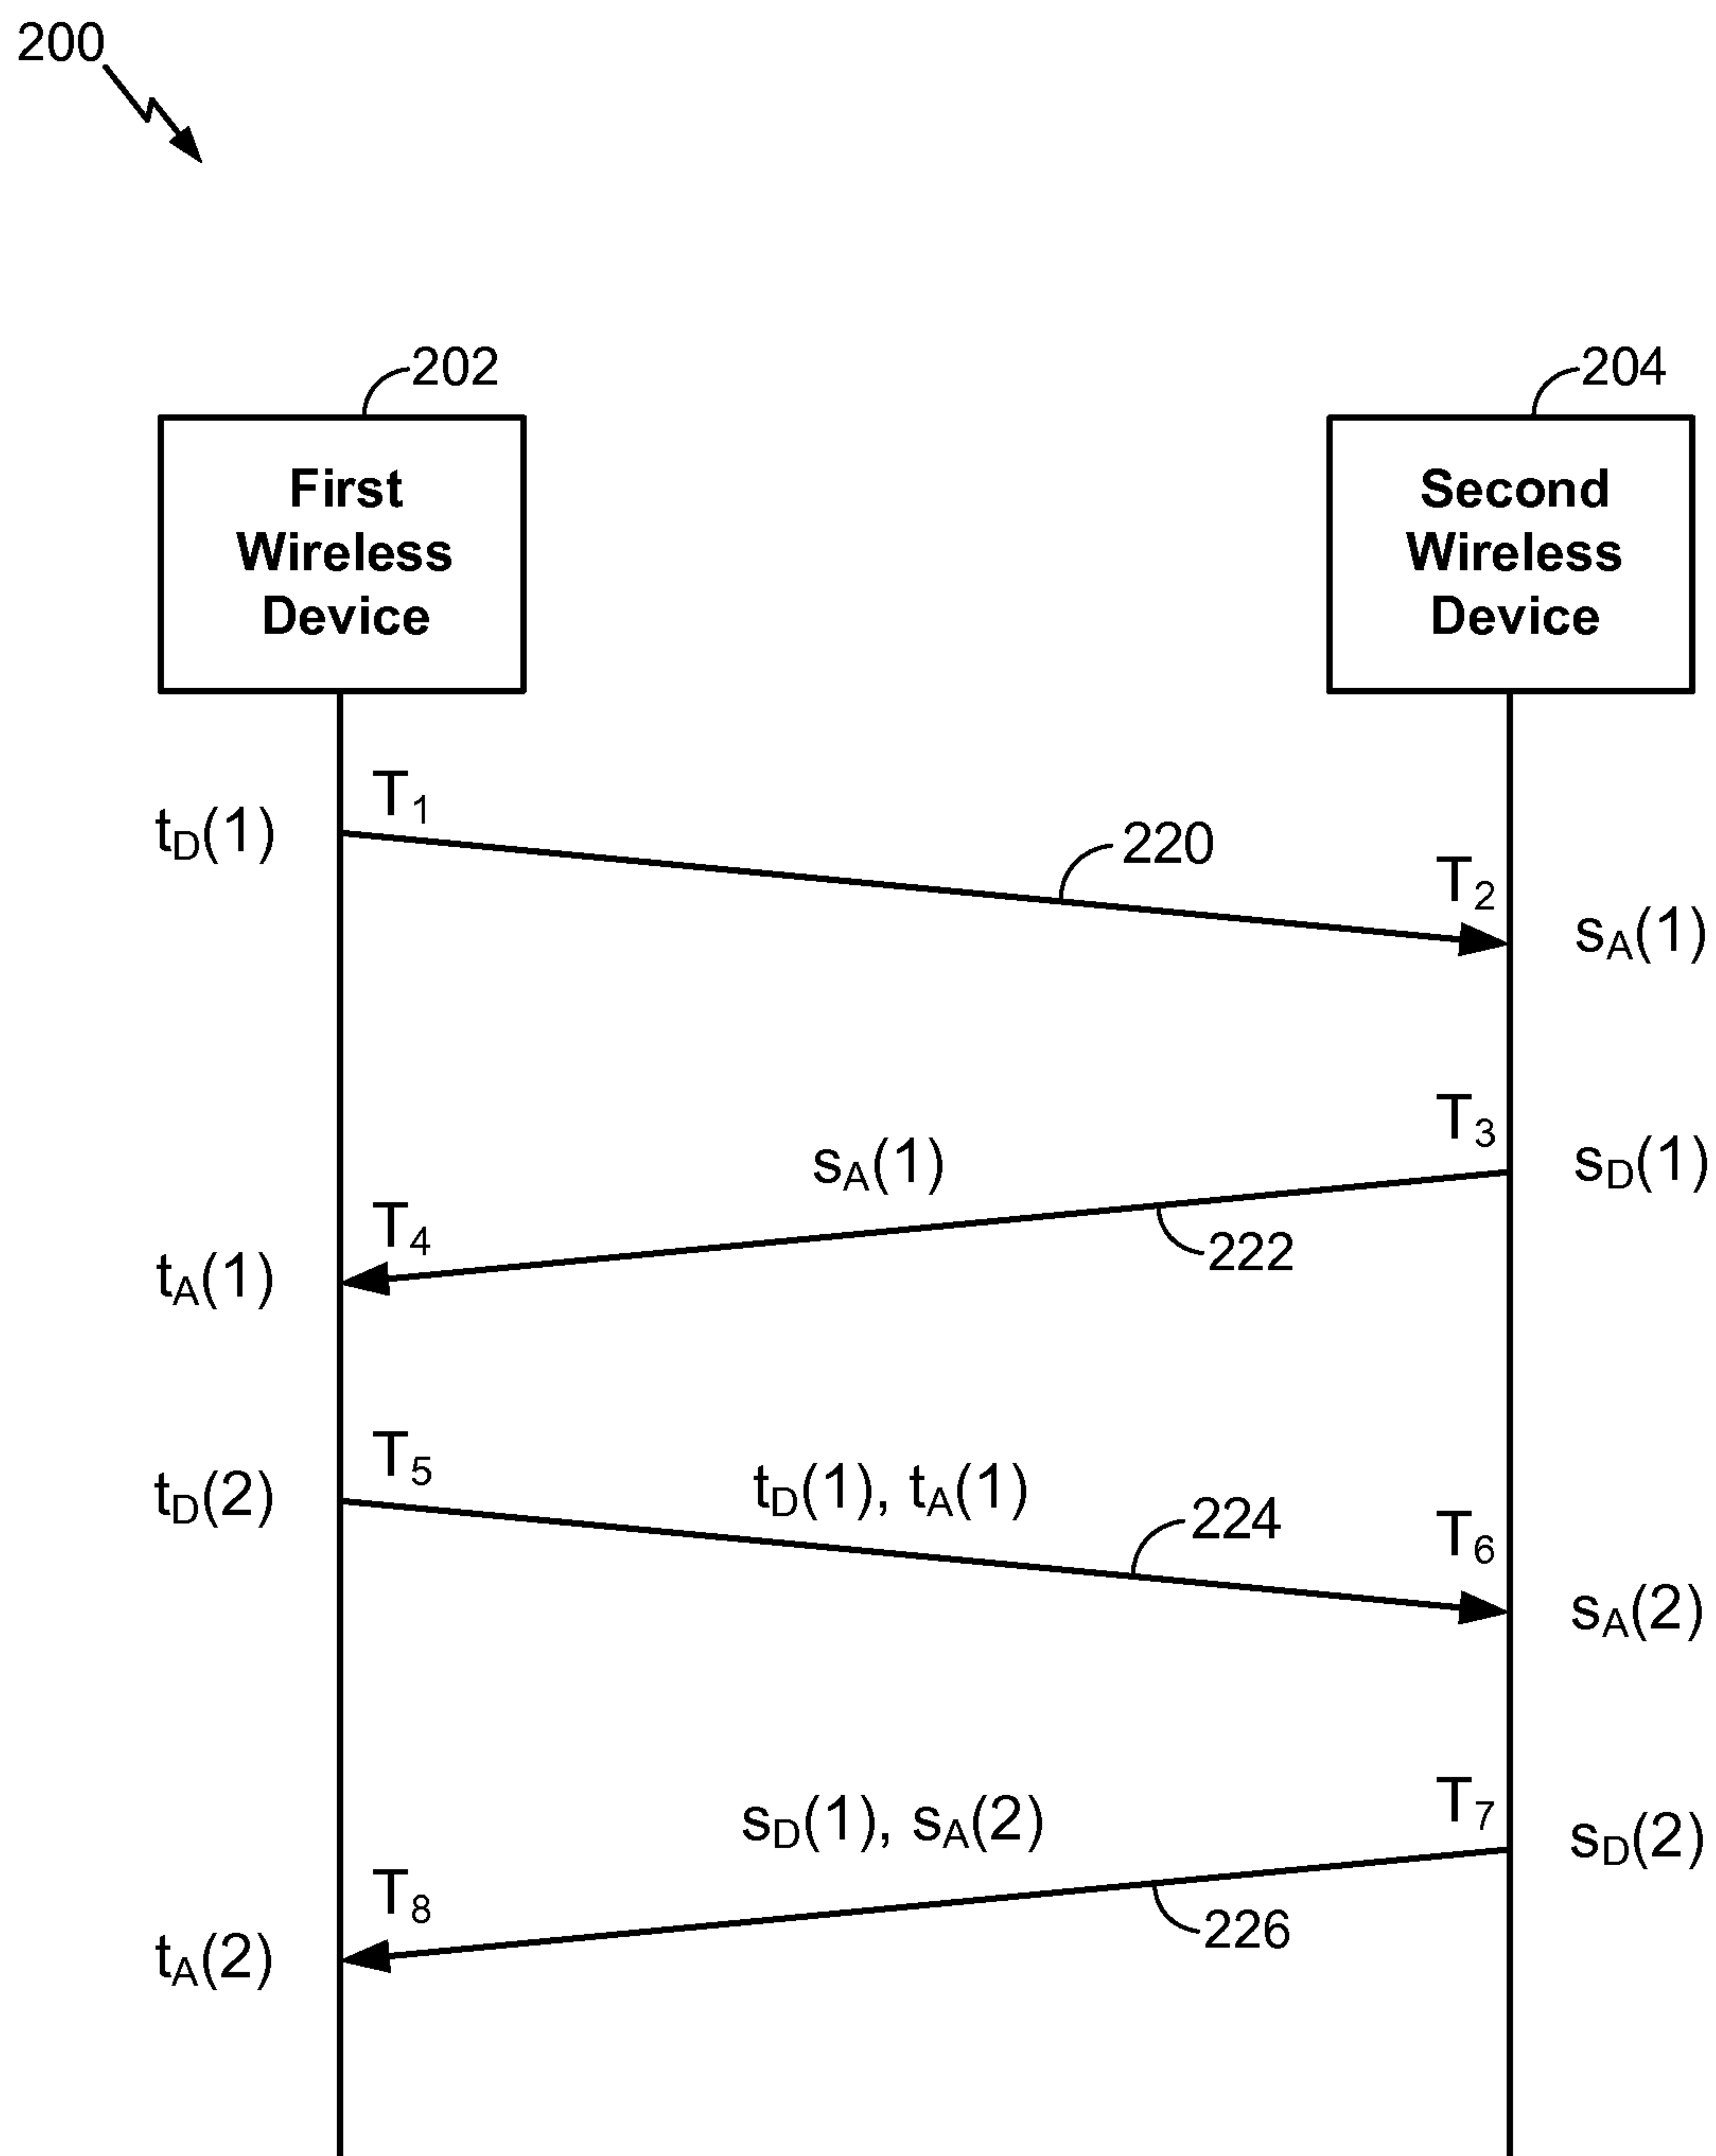 200
202
204
First
Wireless
Device
Second
Wireless
Device
T1
tD(1)
220
T2
sA(1)
T3
sA(1)
sD(1)
T4
222
tA(1)
T5
tD(1), tA(1)
tD(2)
224
T6
sA(2)
T7
sD(1), sA(2)
sD(2)
T8
226
tA(2)